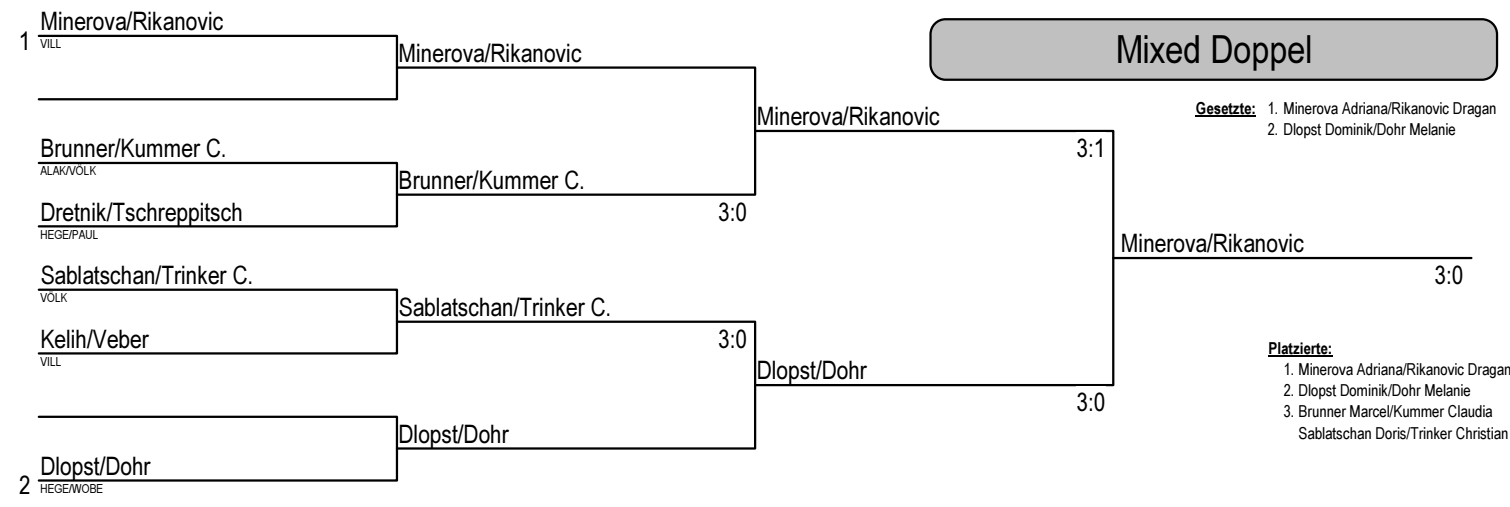 Minerova/Rikanovic
1
VILL
Minerova/Rikanovic
Mixed Doppel
Minerova/Rikanovic
Gesetzte: 1. Minerova Adriana/Rikanovic Dragan
2. Dlopst Dominik/Dohr Melanie
Brunner/Kummer C.
3:1
ALAK/VÖLK
Brunner/Kummer C.
Dretnik/Tschreppitsch
3:0
HEGE/PAUL
Minerova/Rikanovic
Sablatschan/Trinker C.
3:0
VÖLK
Sablatschan/Trinker C.
Kelih/Veber
3:0
VILL
Dlopst/Dohr
3:0
Platzierte:
1. Minerova Adriana/Rikanovic Dragan
2. Dlopst Dominik/Dohr Melanie
3. Brunner Marcel/Kummer Claudia
Sablatschan Doris/Trinker Christian
Dlopst/Dohr
Dlopst/Dohr
2
HEGE/WOBE